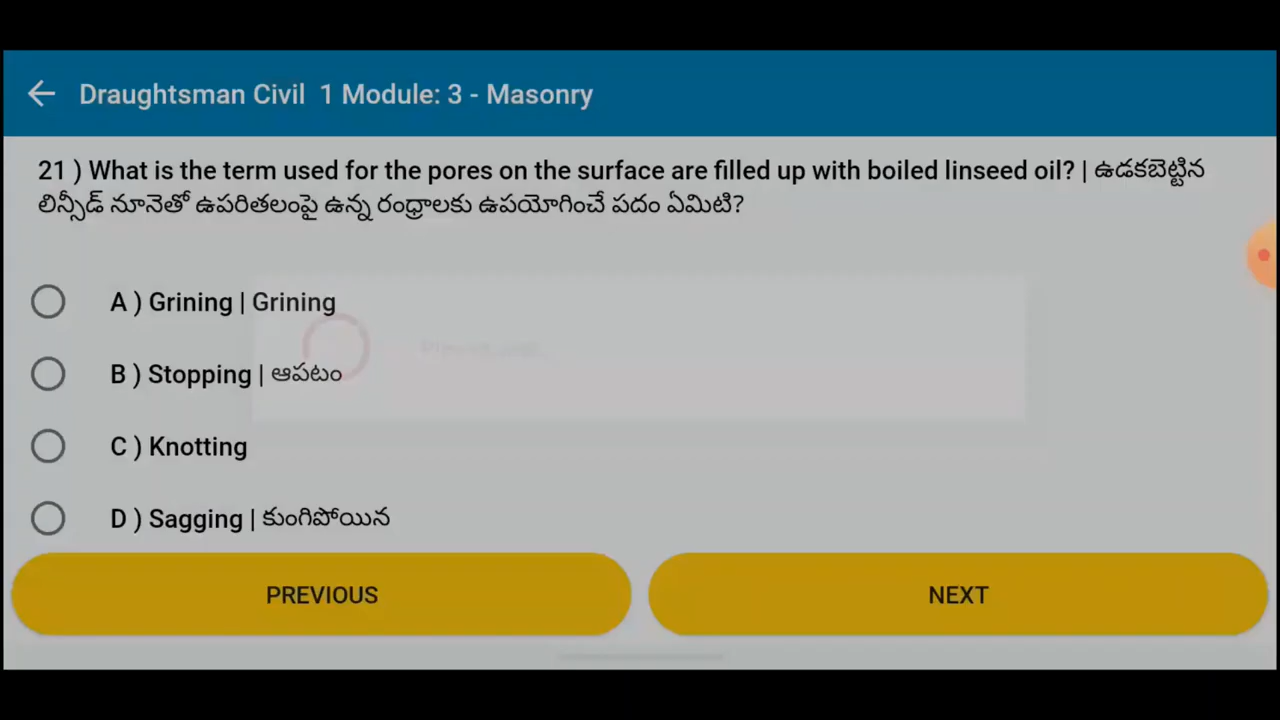 Draughtsman Civil 1 Module: 3 - Masonry
21 ) What is the term used for the pores on the surface are filled up with boiled linseed oil? | ఉడకబెట్టిన
లిన్సీడ్ నూనెతో ఉపరితలంపై ఉన్న రంధ్రాలకు ఉపయోగించే పదం ఏమిటి?
A ) Grining | Grining
B ) Stopping | ఆపటం
C ) Knotting
D ) Sagging | కుంగిపోయిన
PREVIOUS
NEXT